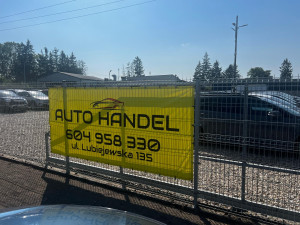 AUTO HANDEL
604 958 330
ul. Lubiejewska 135